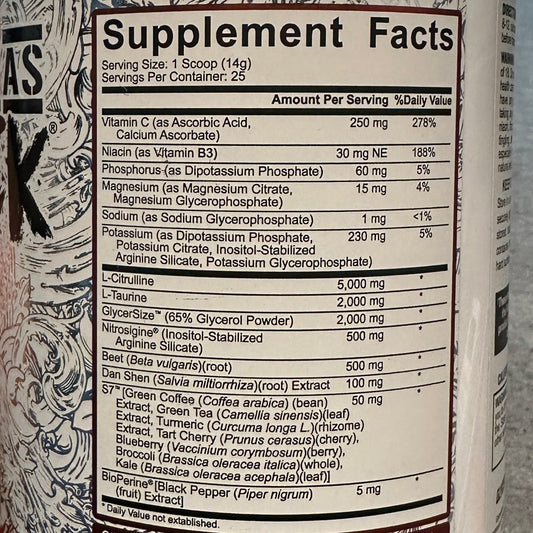 AS
K®
Supplement Facts
Serving Size: 1 Scoop (14g)
Servings Per Container: 25
Amount Per Serving %Daily Value
Vitamin C (as Ascorbic Acid, 250 mg 278%
Calcium Ascorbate)
Niacin (as Vitamin B3) 30 mg NE 188%
Phosphorus (as Dipotassium Phosphate) 60 mg 5%
Magnesium (as Magnesium Citrate, 15 mg 4%
Magnesium Glycerophosphate)
Sodium (as Sodium Glycerophosphate) 1 mg <1%
Potassium (as Dipotassium Phosphate, 230 mg 5%
Potassium Citrate, Inositol-Stabilized
Arginine Silicate, Potassium Glycerophosphate)
L-Citrulline 5,000 mg *
L-Taurine 2,000 mg *
GlycerSize™ (65% Glycerol Powder) 2,000 mg *
Nitrosigine® (Inositol-Stabilized 500 mg *
Arginine Silicate)
Beet (Beta vulgaris)(root) 500 mg *
Dan Shen (Salvia miltiorrhiza)(root) Extract 100 mg *
S7™ [Green Coffee (Coffea arabica) (bean) 50 mg *
Extract, Green Tea (Camellia sinensis)(leaf)
Extract, Turmeric (Curcuma longa L.)(rhizome)
Extract, Tart Cherry (Prunus cerasus)(cherry),
Blueberry (Vaccinium corymbosum)(berry),
Broccoli (Brassica oleracea italica)(whole),
Kale (Brassica oleracea acephala)(leaf)]
BioPerine® [Black Pepper (Piper nigrum) 5 mg *
(fruit) Extract]
* Daily Value not extablished.